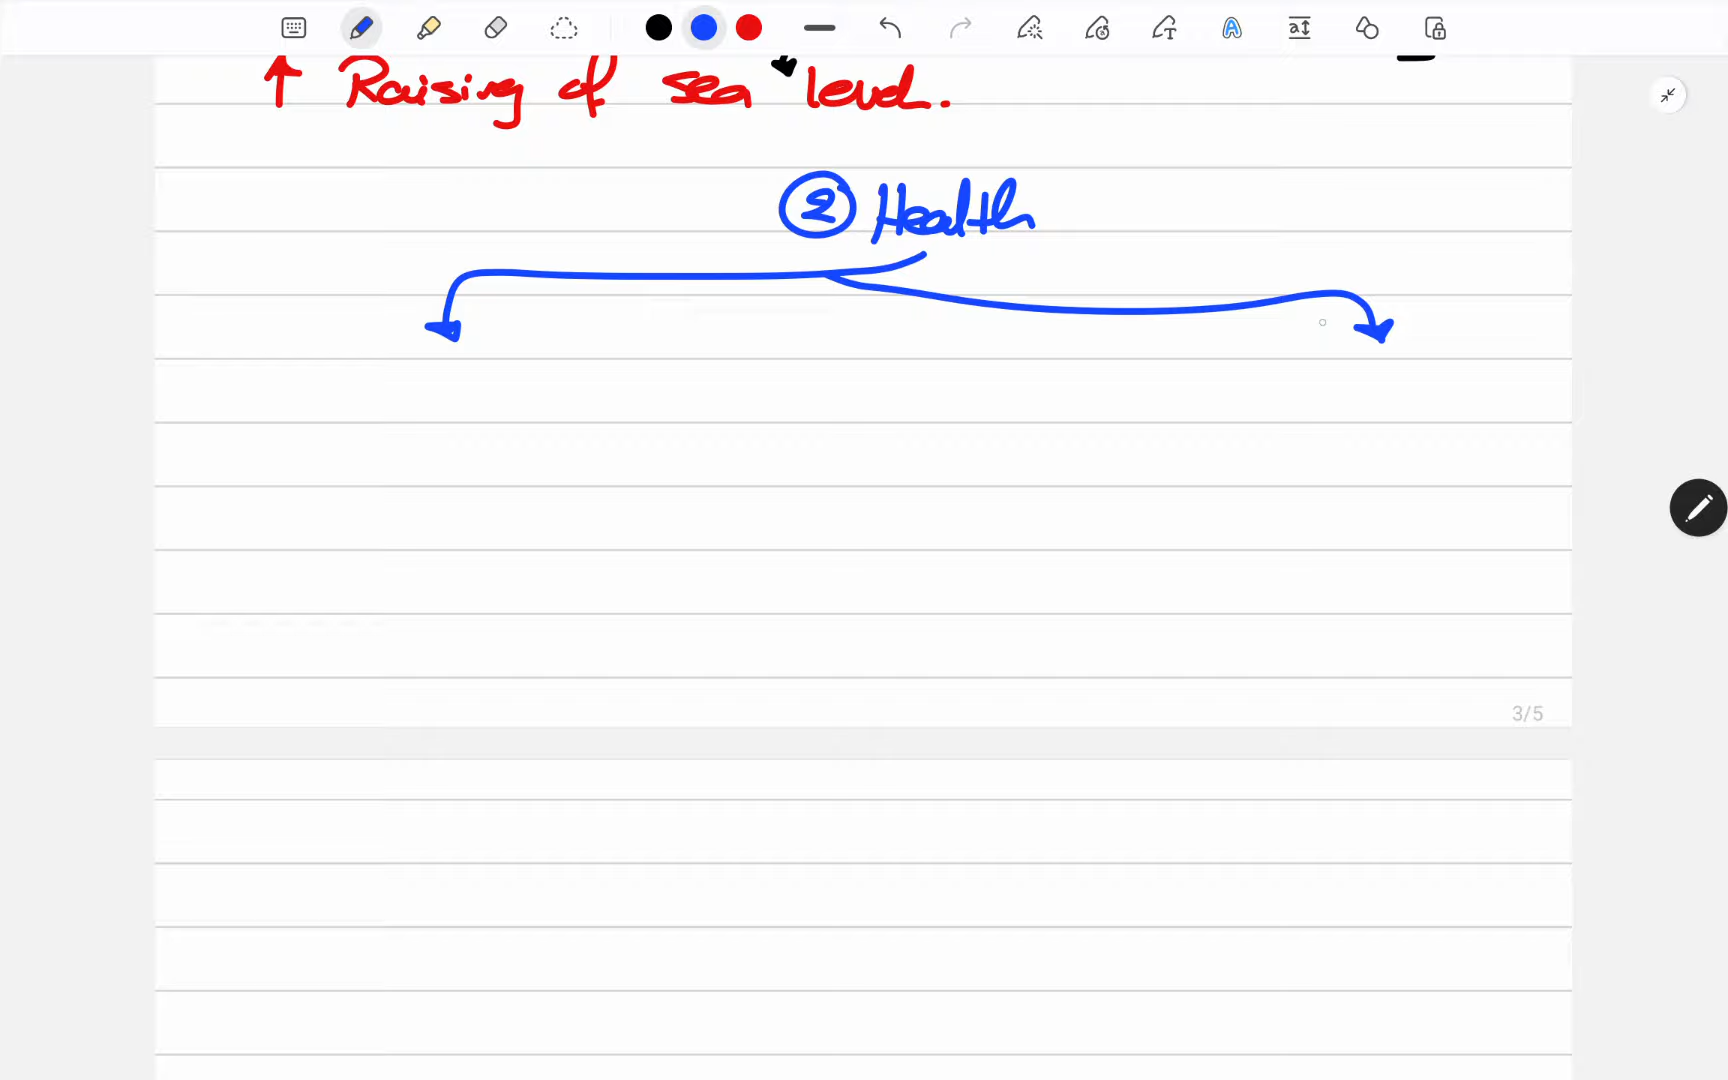 ↑ Raising of sea level.
② Health
3/5